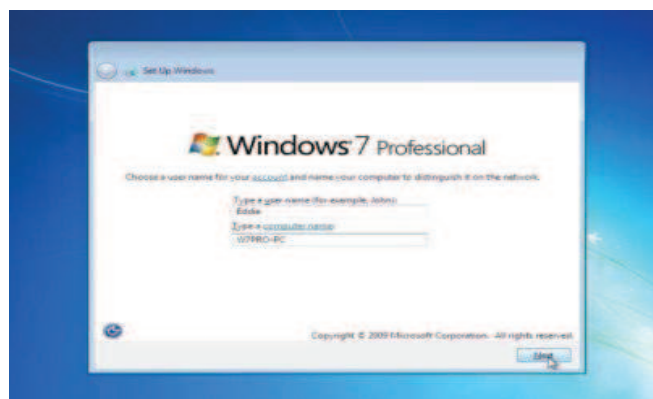 Set Up Windows
Windows 7 Professional
Choose a user name for your account and name your computer to distinguish it on the network.
Type a user name (for example, John):
Eddie
Type a computer name:
W7PRO-PC
Copyright © 2009 Microsoft Corporation. All rights reserved.
Next